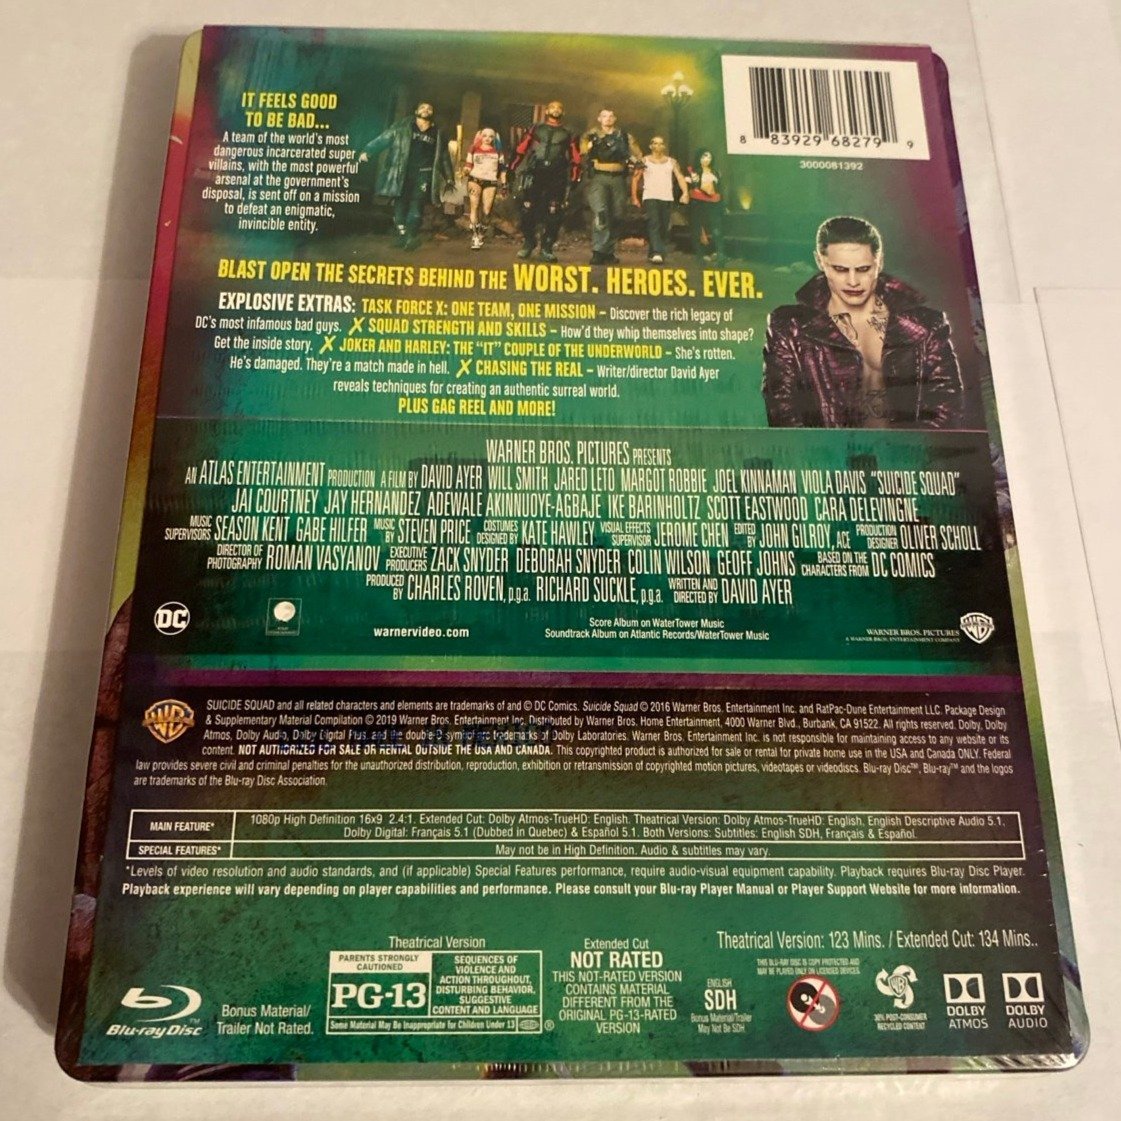 IT FEELS GOOD
TO BE BAD...
A team of the world's most
dangerous incarcerated super
villains, with the most powerful
arsenal at the government's
disposal, is sent off on a mission
to defeat an enigmatic,
invincible entity.
8 83929 68279 9
3000081392
BLAST OPEN THE SECRETS BEHIND THE WORST. HEROES. EVER.
EXPLOSIVE EXTRAS: TASK FORCE X: ONE TEAM, ONE MISSION – Discover the rich legacy of
DC's most infamous bad guys. ✗ SQUAD STRENGTH AND SKILLS – How'd they whip themselves into shape?
Get the inside story. ✗ JOKER AND HARLEY: THE "IT" COUPLE OF THE UNDERWORLD – She's rotten.
He's damaged. They're a match made in hell. ✗ CHASING THE REAL – Writer/director David Ayer
reveals techniques for creating an authentic surreal world.
PLUS GAG REEL AND MORE!
WARNER BROS. PICTURES PRESENTS
AN ATLAS ENTERTAINMENT PRODUCTION A FILM BY DAVID AYER WILL SMITH JARED LETO MARGOT ROBBIE JOEL KINNAMAN VIOLA DAVIS "SUICIDE SQUAD"
JAI COURTNEY JAY HERNANDEZ ADEWALE AKINNUOYE-AGBAJE IKE BARINHOLTZ SCOTT EASTWOOD CARA DELEVINGNE
MUSIC SUPERVISORS SEASON KENT GABE HILFER MUSIC BY STEVEN PRICE COSTUMES DESIGNED BY KATE HAWLEY VISUAL EFFECTS SUPERVISOR JEROME CHEN EDITED BY JOHN GILROY, ACE PRODUCTION DESIGNER OLIVER SCHOLL
DIRECTOR OF PHOTOGRAPHY ROMAN VASYANOV EXECUTIVE PRODUCERS ZACK SNYDER DEBORAH SNYDER COLIN WILSON GEOFF JOHNS BASED ON THE CHARACTERS FROM DC COMICS
PRODUCED BY CHARLES ROVEN, p.g.a. RICHARD SUCKLE, p.g.a. WRITTEN AND DIRECTED BY DAVID AYER
DC
warnervideo.com
Score Album on WaterTower Music
Soundtrack Album on Atlantic Records/WaterTower Music
WARNER BROS. PICTURES
A WARNER BROS. ENTERTAINMENT COMPANY
WB
SUICIDE SQUAD and all related characters and elements are trademarks of and © DC Comics. Suicide Squad © 2016 Warner Bros. Entertainment Inc. and RatPac-Dune Entertainment LLC. Package Design
& Supplementary Material Compilation © 2019 Warner Bros. Entertainment Inc. Distributed by Warner Bros. Home Entertainment, 4000 Warner Blvd., Burbank, CA 91522. All rights reserved. Dolby, Dolby
Atmos, Dolby Audio, Dolby Digital Plus and the double-D symbol are trademarks of Dolby Laboratories. Warner Bros. Entertainment Inc. is not responsible for maintaining access to any website or its
content. NOT AUTHORIZED FOR SALE OR RENTAL OUTSIDE THE USA AND CANADA. This copyrighted product is authorized for sale or rental for private home use in the USA and Canada ONLY. Federal
law provides severe civil and criminal penalties for the unauthorized distribution, reproduction, exhibition or retransmission of copyrighted motion pictures, videotapes or videodiscs. Blu-ray Disc™, Blu-ray™ and the logos
are trademarks of the Blu-ray Disc Association.
MAIN FEATURE* 1080p High Definition 16x9 2.4:1. Extended Cut: Dolby Atmos-TrueHD: English. Theatrical Version: Dolby Atmos-TrueHD: English, English Descriptive Audio 5.1,
Dolby Digital: Français 5.1 (Dubbed in Quebec) & Español 5.1. Both Versions: Subtitles: English SDH, Français & Español.
SPECIAL FEATURES* May not be in High Definition. Audio & subtitles may vary.
*Levels of video resolution and audio standards, and (if applicable) Special Features performance, require audio-visual equipment capability. Playback requires Blu-ray Disc Player.
Playback experience will vary depending on player capabilities and performance. Please consult your Blu-ray Player Manual or Player Support Website for more information.
Blu-ray Disc™
Bonus Material/
Trailer Not Rated.
Theatrical Version
PARENTS STRONGLY CAUTIONED
PG-13
SEQUENCES OF
VIOLENCE AND
ACTION THROUGHOUT,
DISTURBING BEHAVIOR,
SUGGESTIVE
CONTENT AND LANGUAGE
Some Material May Be Inappropriate for Children Under 13
®
Extended Cut
NOT RATED
THIS NOT-RATED VERSION
CONTAINS MATERIAL
DIFFERENT FROM THE
ORIGINAL PG-13-RATED
VERSION
Theatrical Version: 123 Mins. / Extended Cut: 134 Mins..
ENGLISH
SDH
Bonus Material/Trailer
May Not Be SDH
THIS BLU-RAY DISC IS COPY PROTECTED AND
MAY BE PLAYED ONLY ON LICENSED DEVICES.
30% POST-CONSUMER
RECYCLED CONTENT
DOLBY
ATMOS
DOLBY
AUDIO